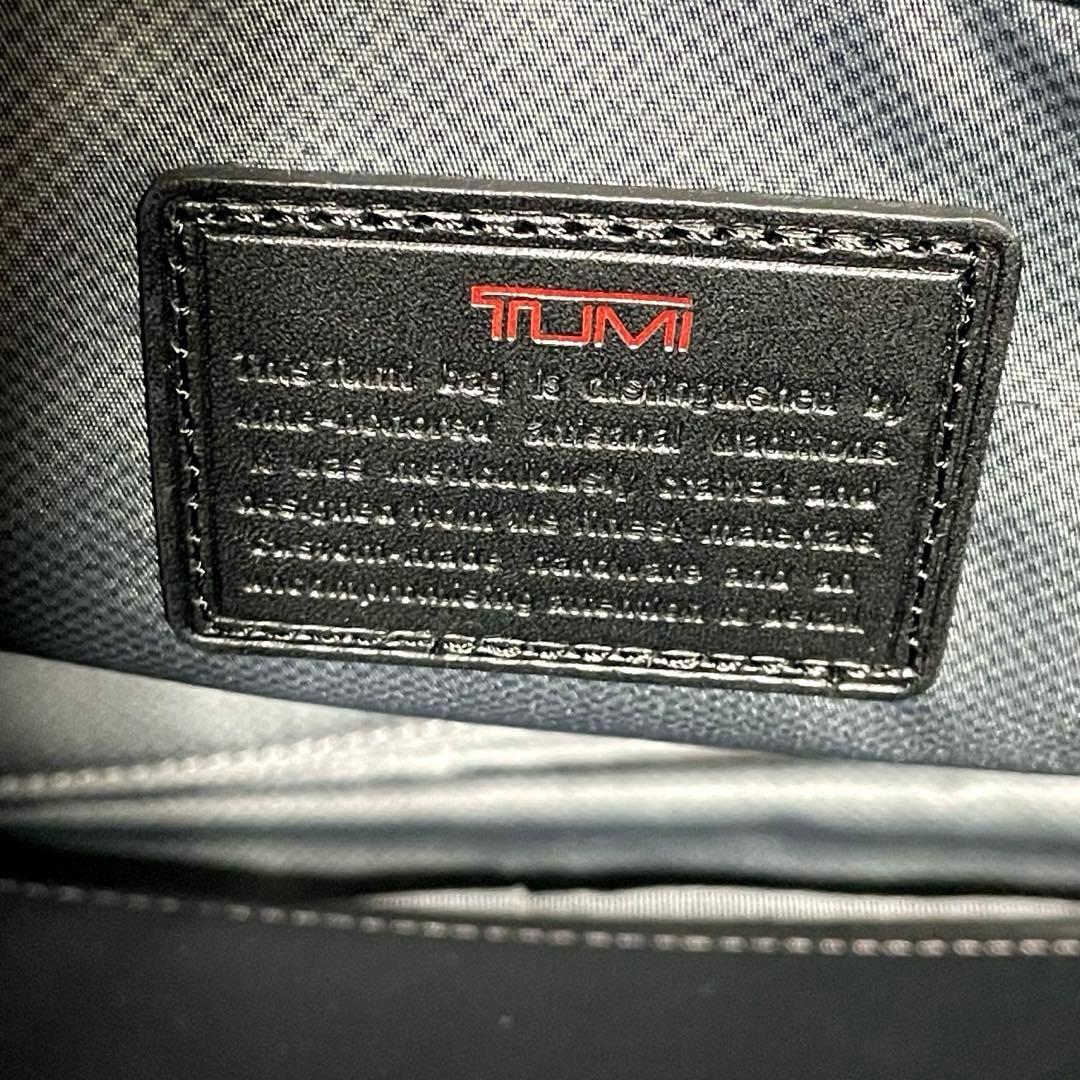 TUMI
This Tumi bag is distinguished by
time-honored artisanal traditions.
It was meticulously crafted and
designed from the finest materials,
custom-made hardware and an
uncompromising attention to detail.